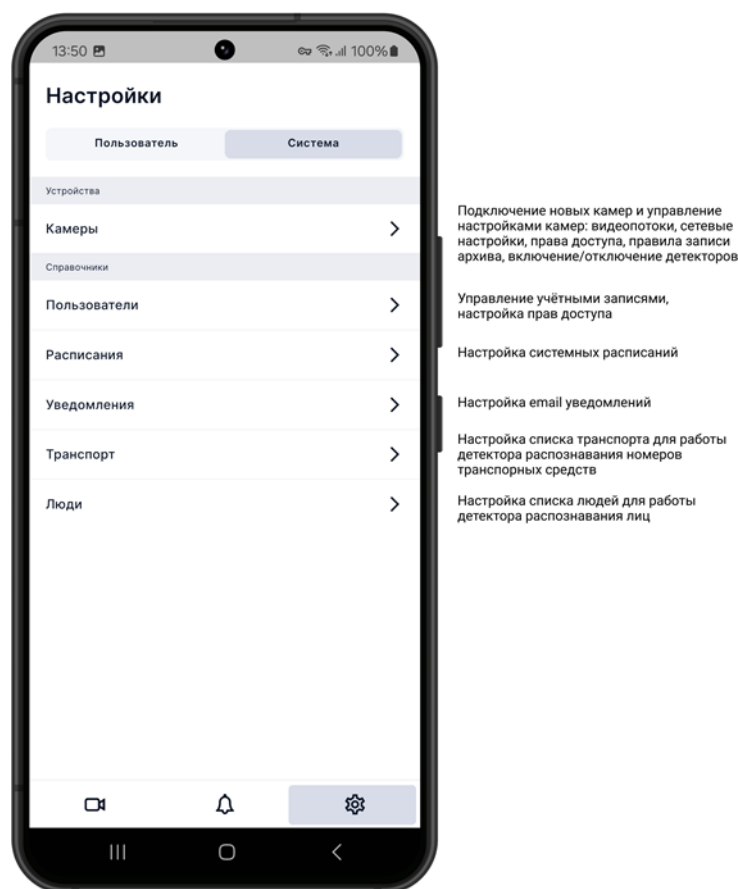 13:50
100%
Настройки
Пользователь
Система
Устройства
Камеры
Справочники
Пользователи
Расписания
Уведомления
Транспорт
Люди
Подключение новых камер и управление
настройками камер: видеопотоки, сетевые
настройки, права доступа, правила записи
архива, включение/отключение детекторов
Управление учётными записями,
настройка прав доступа
Настройка системных расписаний
Настройка email уведомлений
Настройка списка транспорта для работы
детектора распознавания номеров
транспорных средств
Настройка списка людей для работы
детектора распознавания лиц